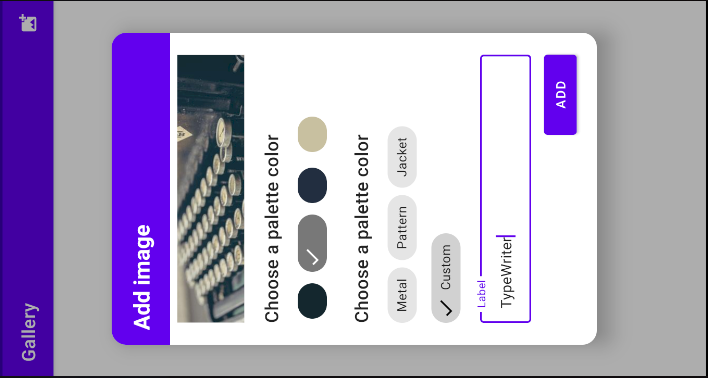 Gallery
Add image
Choose a palette color
Choose a palette color
Metal Pattern Jacket
Custom
Label
TypeWriter
ADD